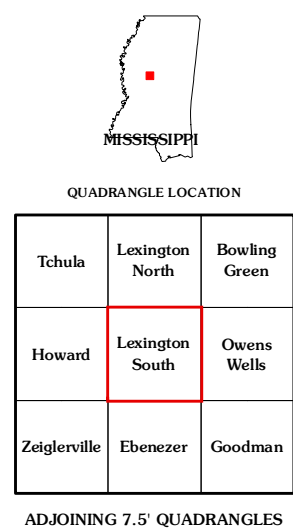 MISSISSIPPI
QUADRANGLE LOCATION
Tchula
Lexington
North
Bowling
Green
Howard
Lexington
South
Owens
Wells
Zeiglerville
Ebenezer
Goodman
ADJOINING 7.5' QUADRANGLES